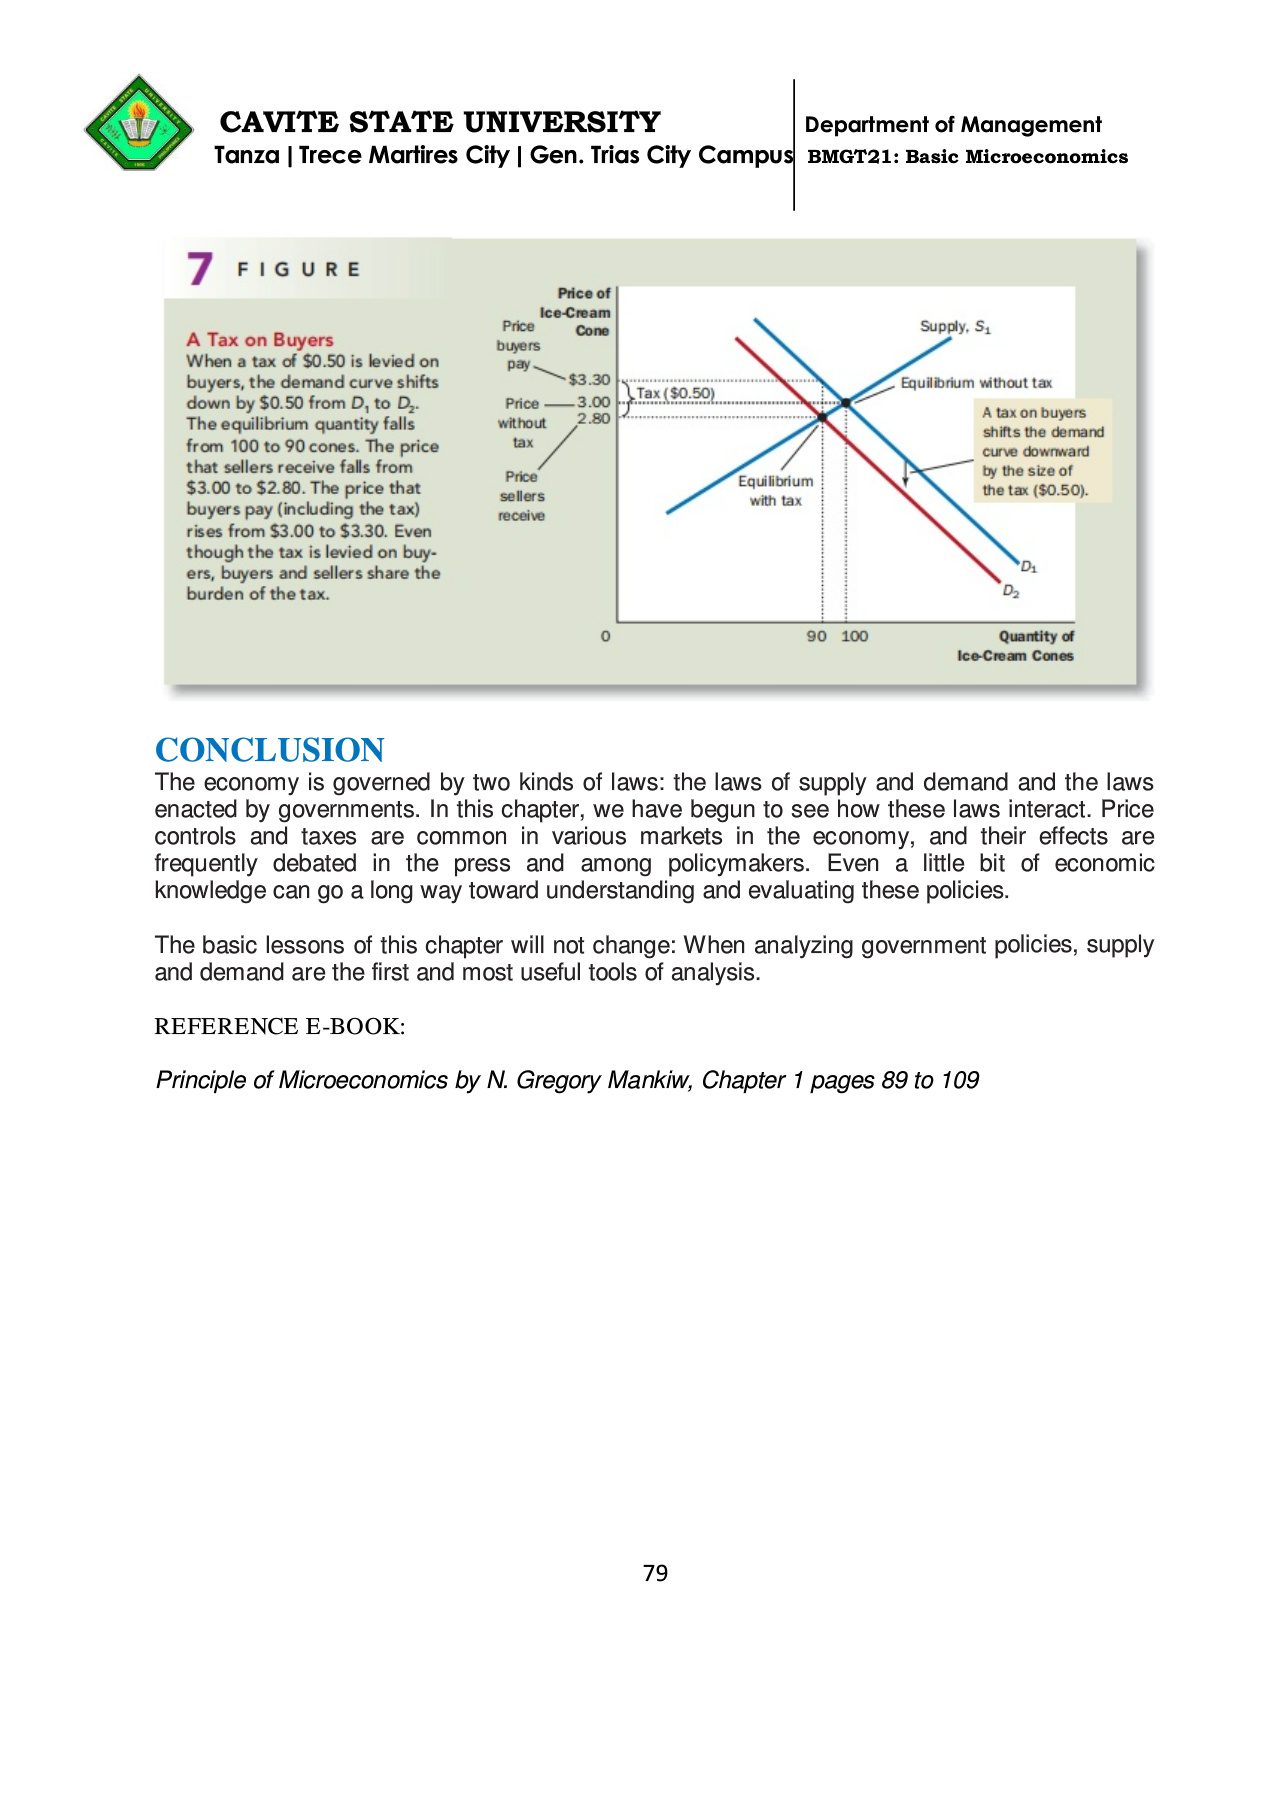 CAVITE STATE UNIVERSITY
Tanza | Trece Martires City | Gen. Trias City Campus
Department of Management
BMGT21: Basic Microeconomics
7 FIGURE
A Tax on Buyers
When a tax of $0.50 is levied on
buyers, the demand curve shifts
down by $0.50 from D1 to D2.
The equilibrium quantity falls
from 100 to 90 cones. The price
that sellers receive falls from
$3.00 to $2.80. The price that
buyers pay (including the tax)
rises from $3.00 to $3.30. Even
though the tax is levied on buy-
ers, buyers and sellers share the
burden of the tax.
Price of
Ice-Cream
Cone
Price
buyers
pay
$3.30
Price
without
tax
3.00
2.80
Price
sellers
receive
Tax ($0.50)
Supply, S1
Equilibrium without tax
A tax on buyers
shifts the demand
curve downward
by the size of
the tax ($0.50).
Equilibrium
with tax
D1
D2
0
90
100
Quantity of
Ice-Cream Cones
CONCLUSION
The economy is governed by two kinds of laws: the laws of supply and demand and the laws
enacted by governments. In this chapter, we have begun to see how these laws interact. Price
controls and taxes are common in various markets in the economy, and their effects are
frequently debated in the press and among policymakers. Even a little bit of economic
knowledge can go a long way toward understanding and evaluating these policies.
The basic lessons of this chapter will not change: When analyzing government policies, supply
and demand are the first and most useful tools of analysis.
REFERENCE E-BOOK:
Principle of Microeconomics by N. Gregory Mankiw, Chapter 1 pages 89 to 109
79